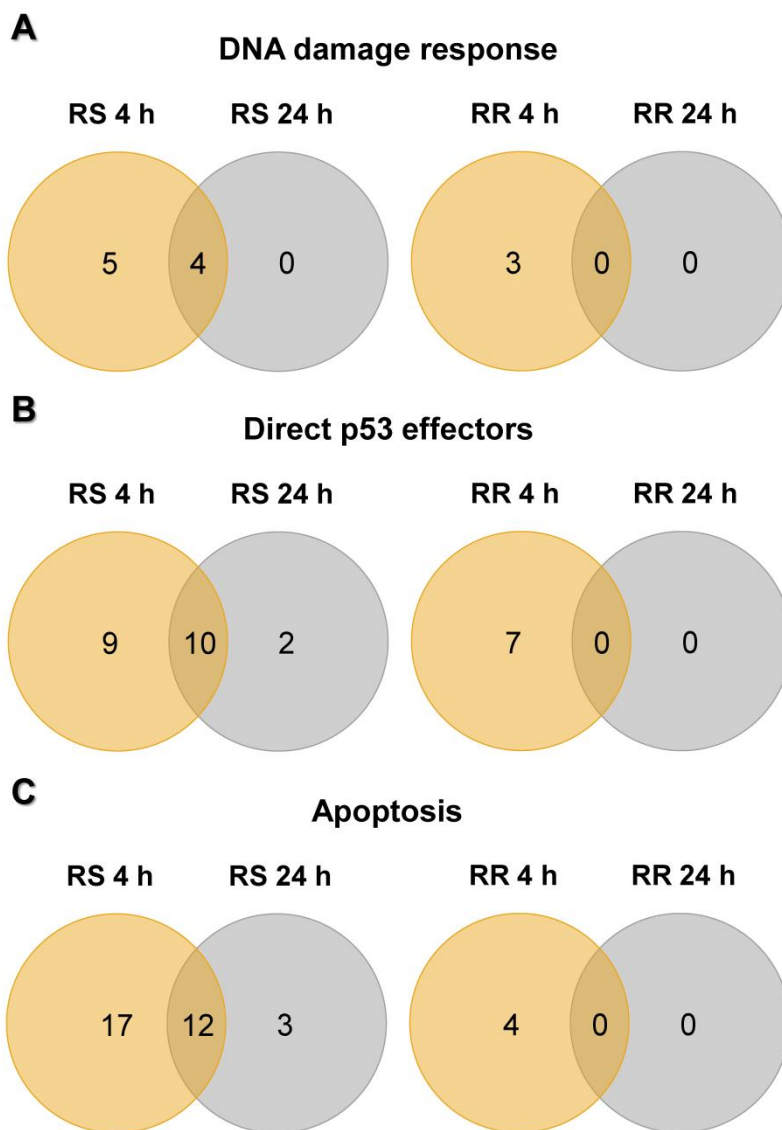 A
DNA damage response
RS 4 h RS 24 h RR 4 h RR 24 h
5 4 0 3 0 0
B
Direct p53 effectors
RS 4 h RS 24 h RR 4 h RR 24 h
9 10 2 7 0 0
C
Apoptosis
RS 4 h RS 24 h RR 4 h RR 24 h
17 12 3 4 0 0